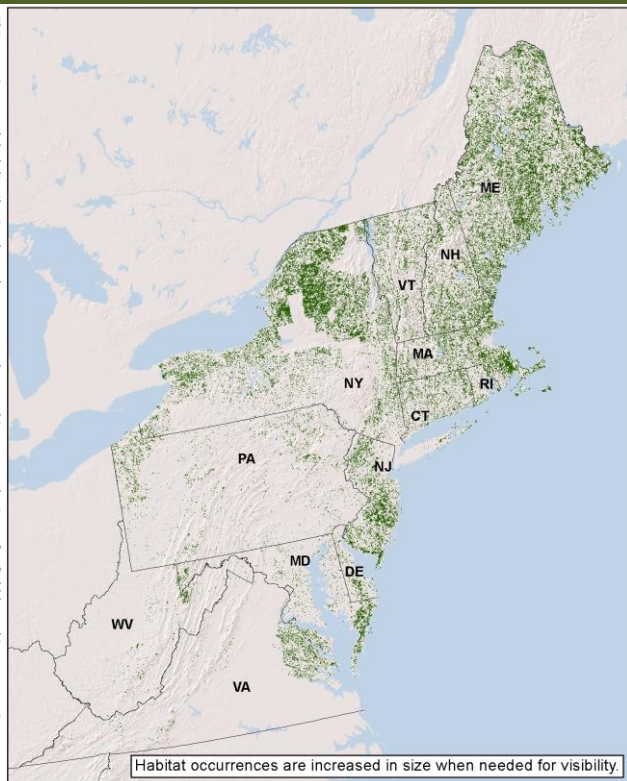 ME
NH
VT
MA
NY
RI
CT
PA
NJ
MD
DE
WV
VA
Habitat occurrences are increased in size when needed for visibility.